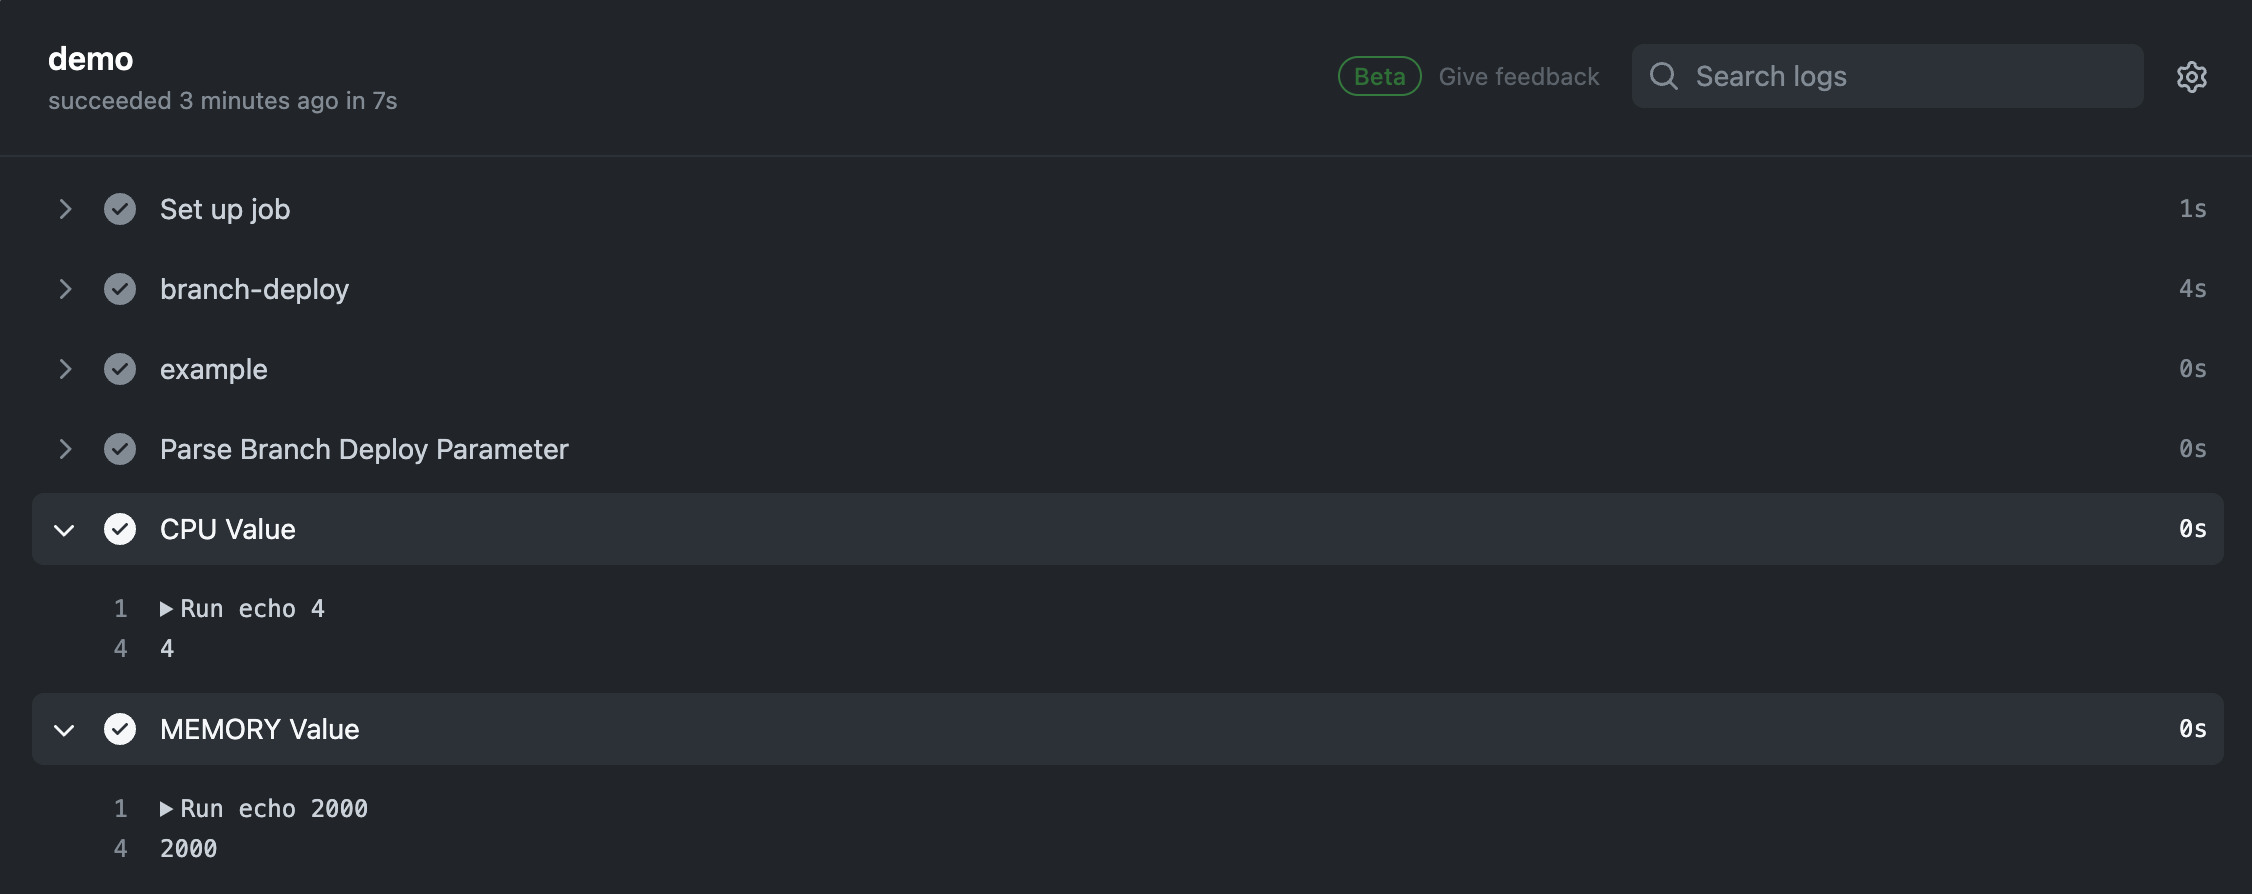 demo
succeeded 3 minutes ago in 7s
Beta Give feedback Search logs
Set up job 1s
branch-deploy 4s
example 0s
Parse Branch Deploy Parameter 0s
CPU Value 0s
1 Run echo 4
4 4
MEMORY Value 0s
1 Run echo 2000
4 2000